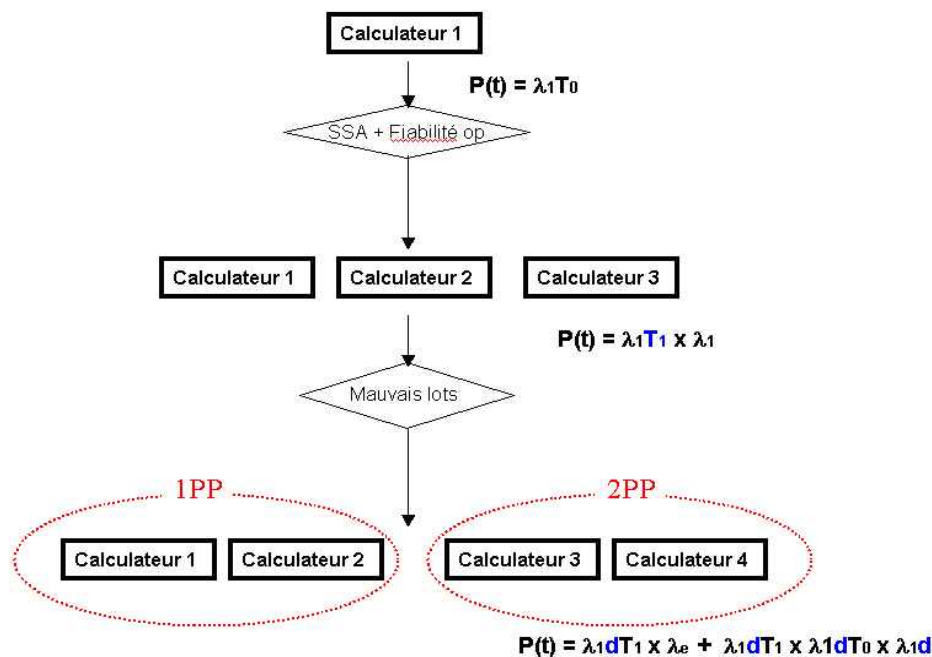 Calculateur 1
P(t) = λ1T0
SSA + Fiabilité op
Calculateur 1 Calculateur 2 Calculateur 3
P(t) = λ1T1 x λ1
Mauvais lots
1PP 2PP
Calculateur 1 Calculateur 2 Calculateur 3 Calculateur 4
P(t) = λ1dT1 x λe + λ1dT1 x λ1dT0 x λ1d